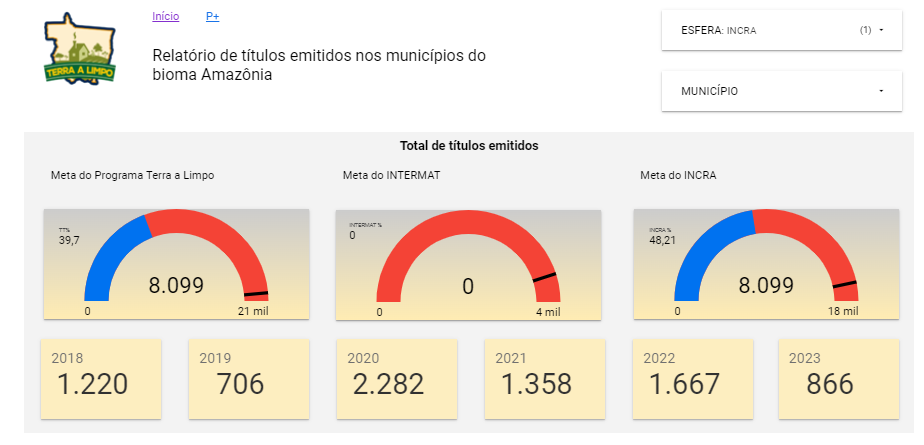 Início P+
ESFERA: INCRA (1)
TERRA A LIMPO
Relatório de títulos emitidos nos municípios do
bioma Amazônia
MUNICÍPIO
Total de títulos emitidos
Meta do Programa Terra a Limpo
Meta do INTERMAT
Meta do INCRA
TT%
39,7
8.099
0
21 mil
INTERMAT %
0
0
0
4 mil
INCRA %
48,21
8.099
0
18 mil
2018
1.220
2019
706
2020
2.282
2021
1.358
2022
1.667
2023
866